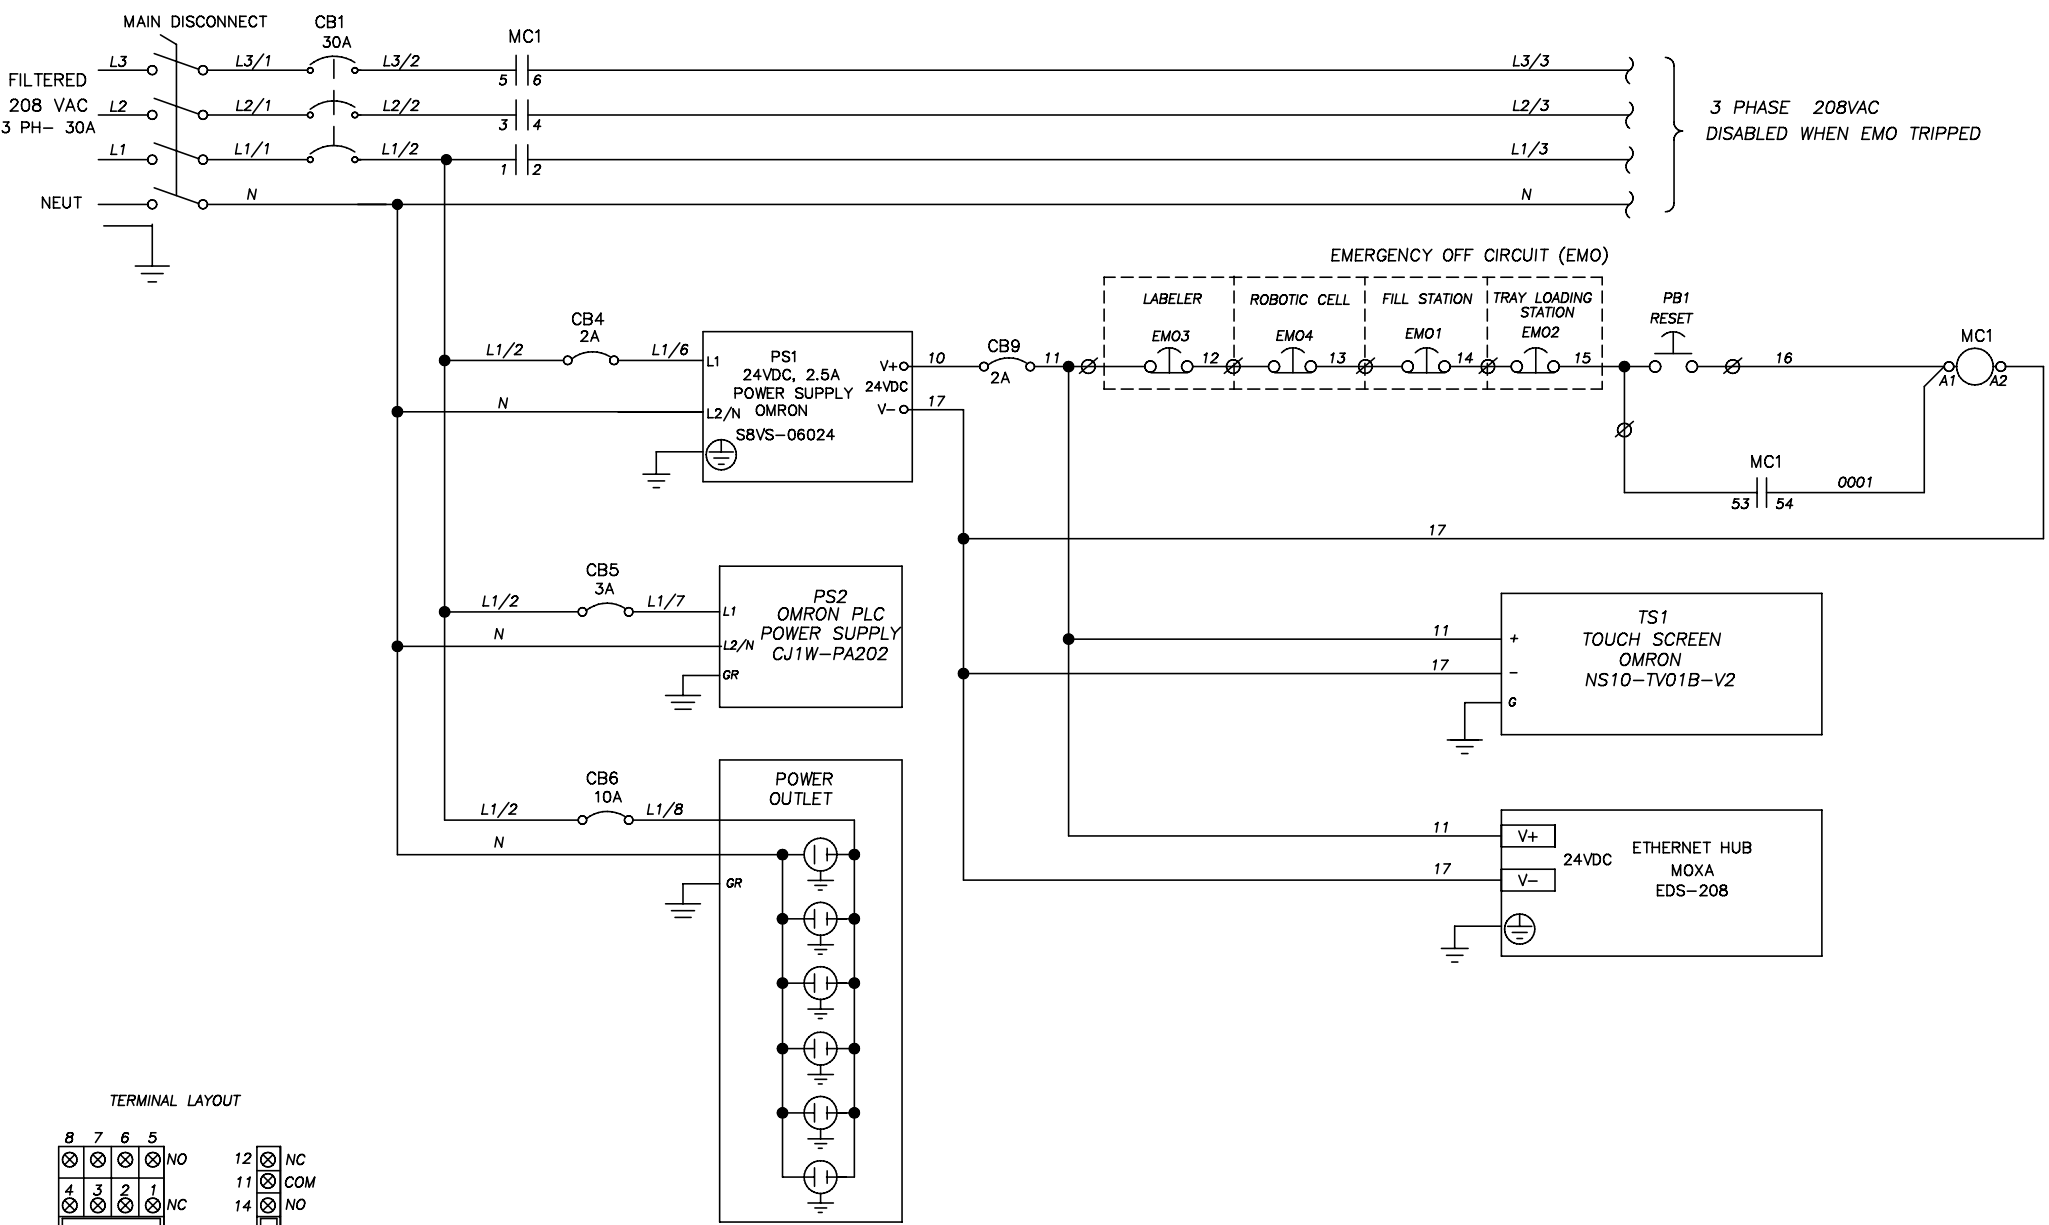 MAIN DISCONNECT
CB1
30A
MC1
L3
L3/1
L3/2
5
6
L3/3
FILTERED
208 VAC
3 PH- 30A
L2
L2/1
L2/2
3
4
L2/3
L1
L1/1
L1/2
1
2
L1/3
3 PHASE 208VAC
DISABLED WHEN EMO TRIPPED
NEUT
N
N
EMERGENCY OFF CIRCUIT (EMO)
LABELER
ROBOTIC CELL
FILL STATION
TRAY LOADING
STATION
EMO3
EMO4
EMO1
EMO2
PB1
RESET
MC1
CB4
2A
L1/2
L1/6
L1
PS1
24VDC, 2.5A
POWER SUPPLY
OMRON
S8VS-06024
L2/N
V+
24VDC
V-
N
10
CB9
2A
11
12
13
14
15
16
A1
A2
17
MC1
53
54
0001
17
CB5
3A
L1/2
L1/7
N
L1
L2/N
GR
PS2
OMRON PLC
POWER SUPPLY
CJ1W-PA202
11
17
+
-
G
TS1
TOUCH SCREEN
OMRON
NS10-TV01B-V2
CB6
10A
L1/2
L1/8
N
GR
POWER
OUTLET
11
17
V+
24VDC
V-
ETHERNET HUB
MOXA
EDS-208
TERMINAL LAYOUT
8 7 6 5
NO
4 3 2 1
NC
12 NC
11 COM
14 NO